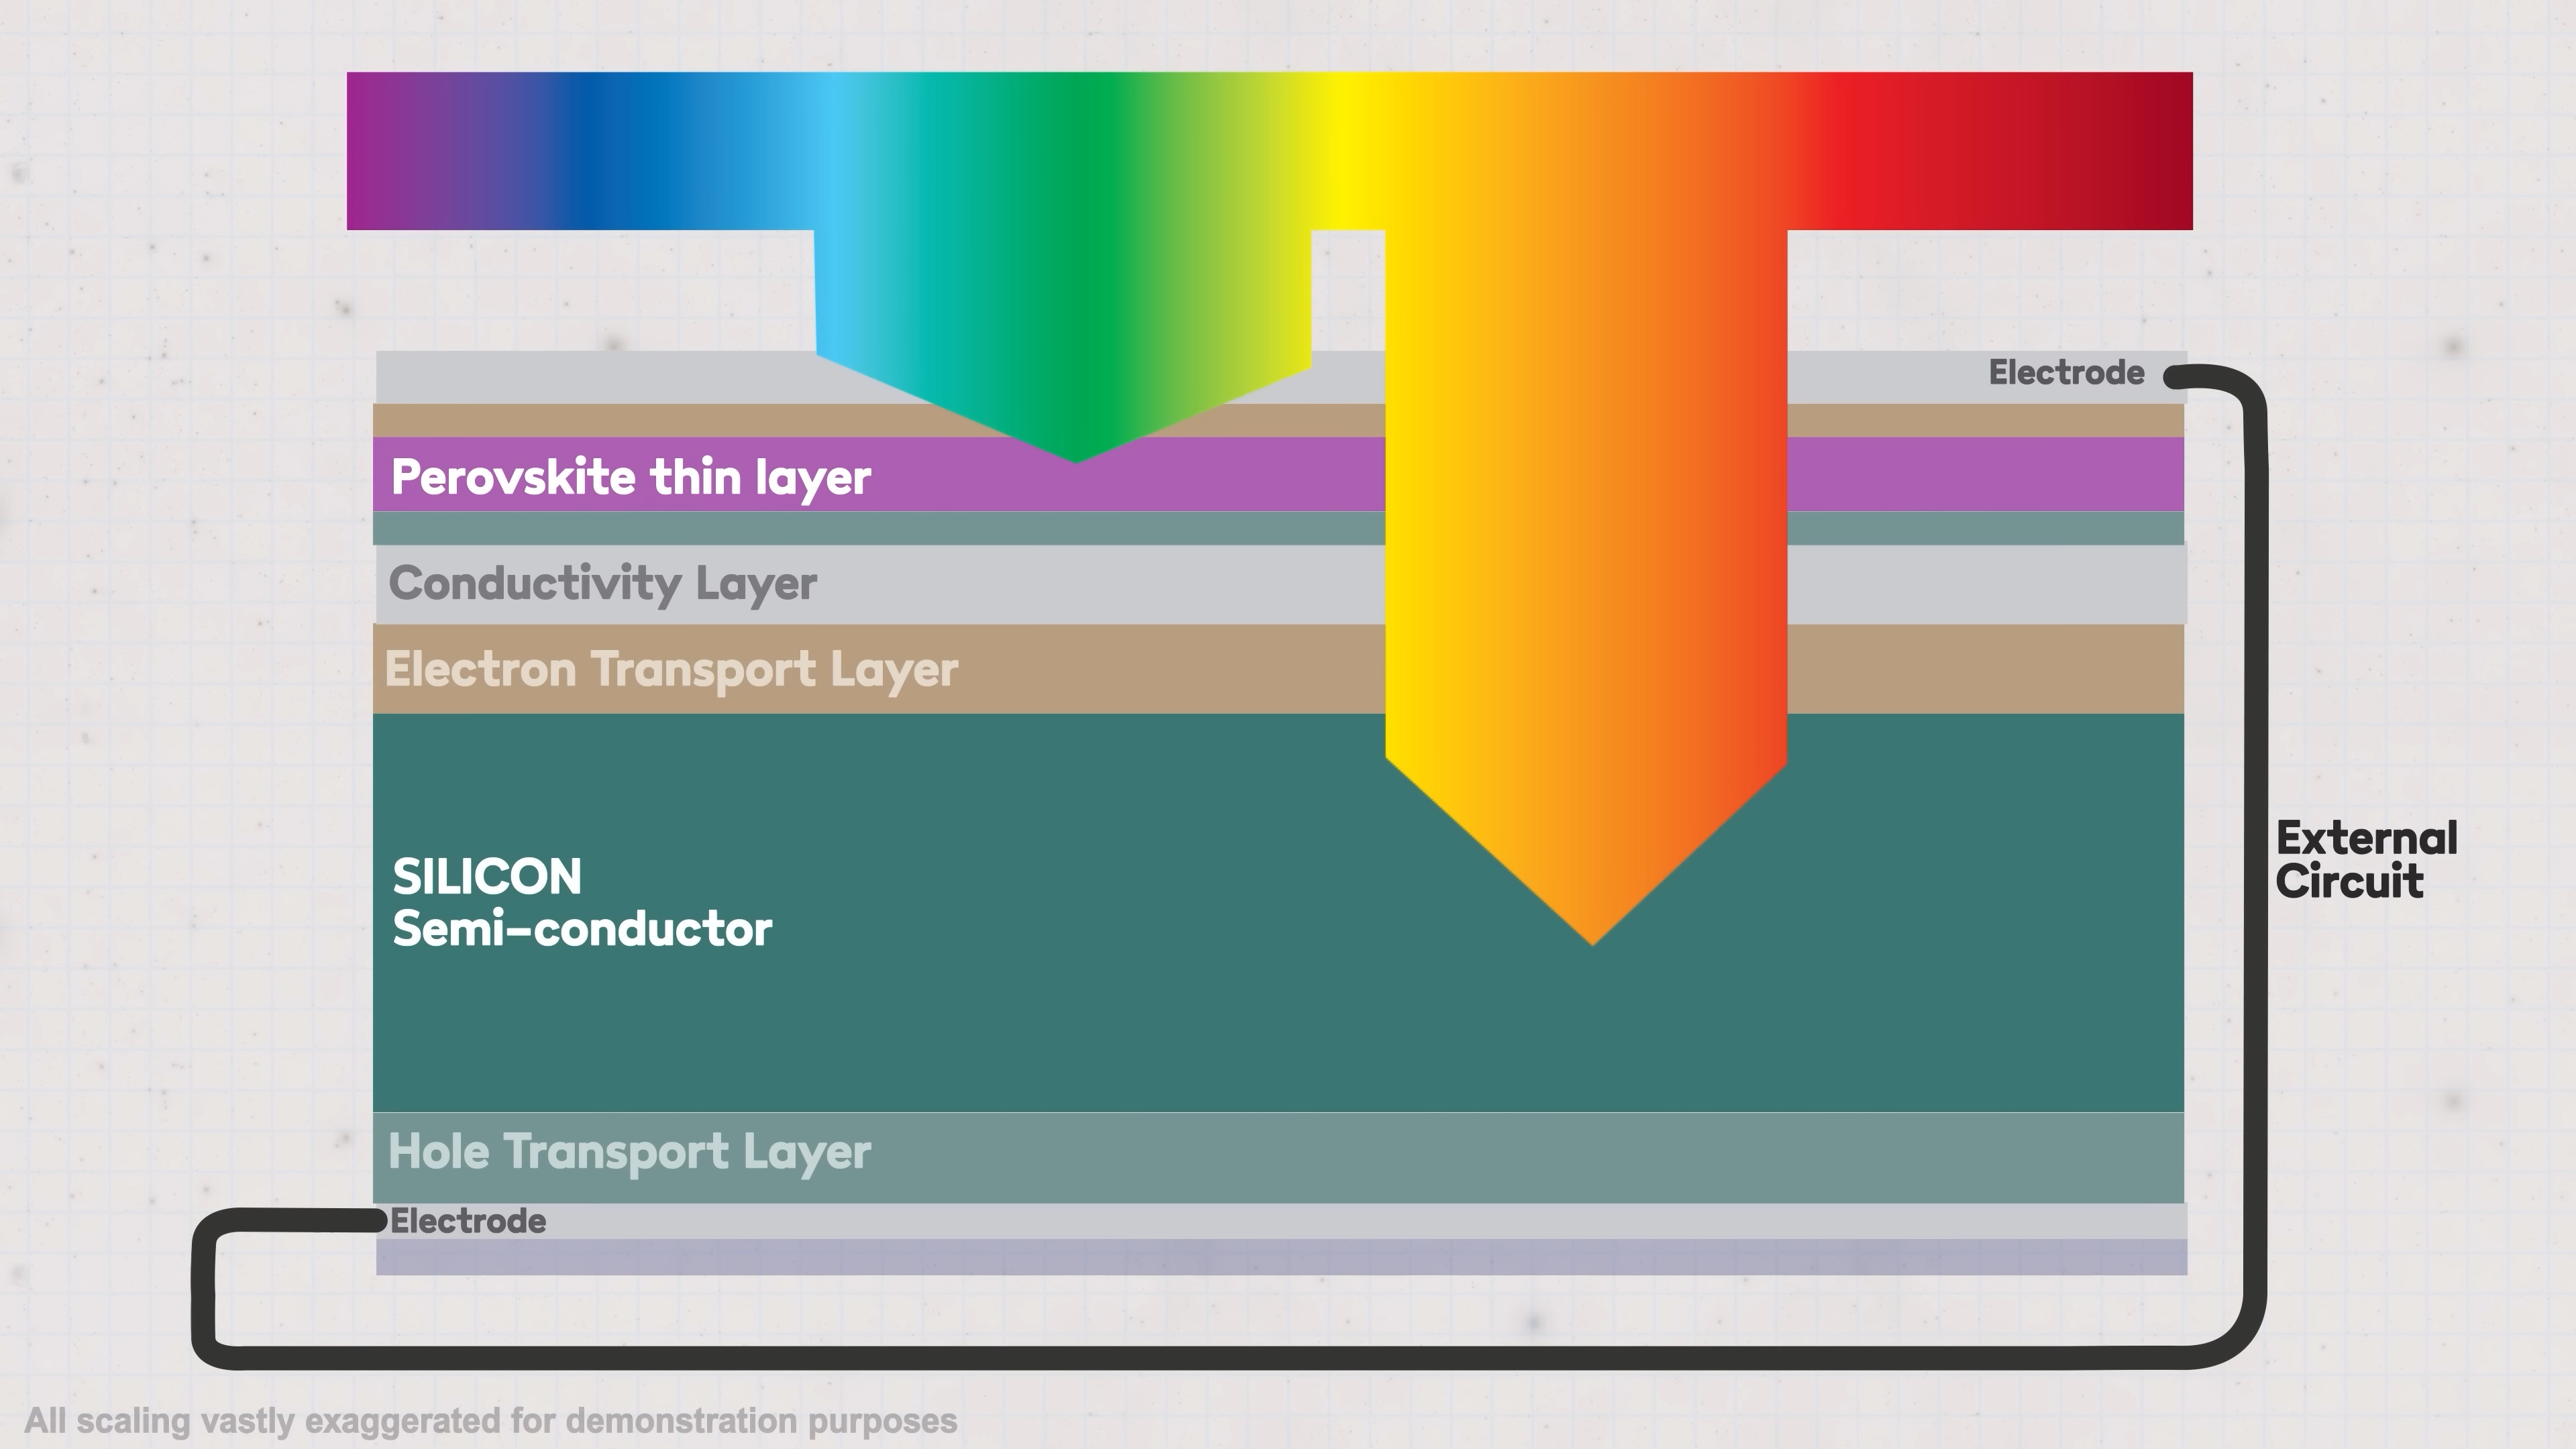 Electrode
Perovskite thin layer
Conductivity Layer
Electron Transport Layer
SILICON
Semi–conductor
External
Circuit
Hole Transport Layer
Electrode
All scaling vastly exaggerated for demonstration purposes